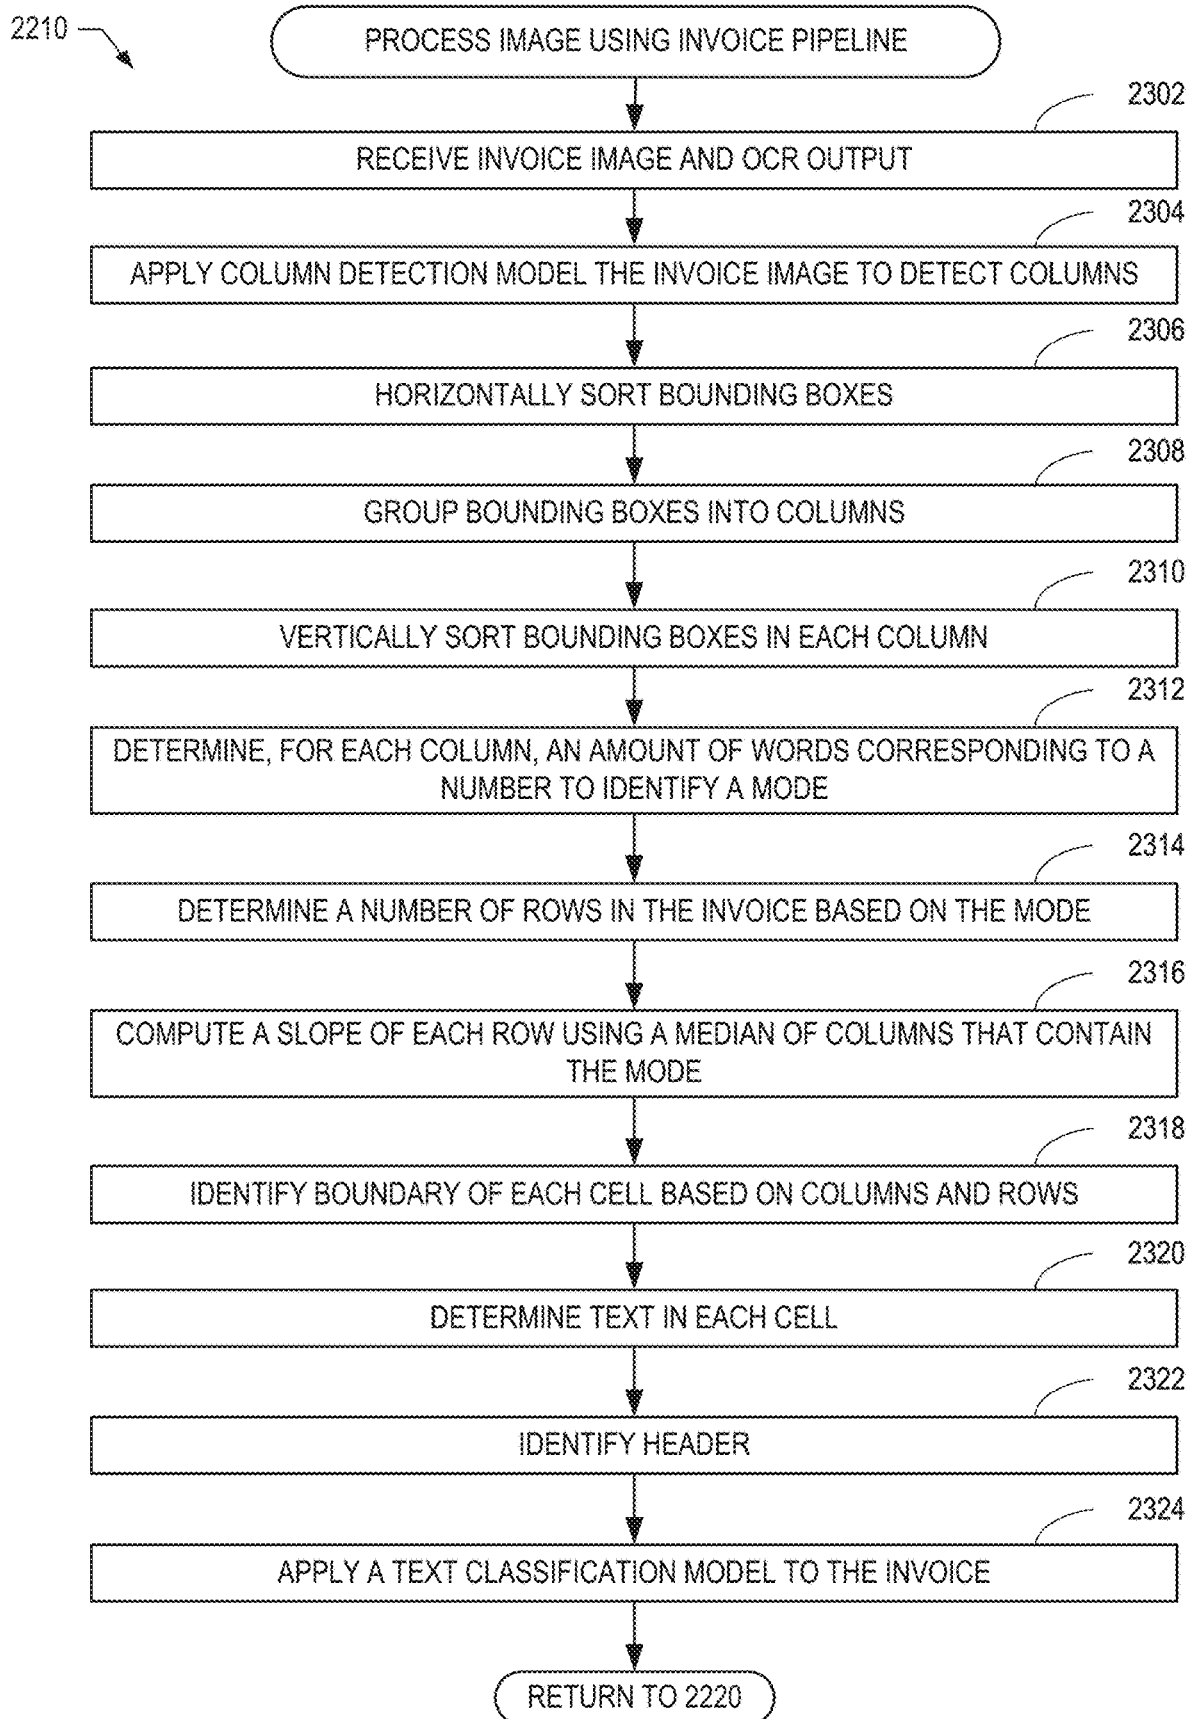 2210
PROCESS IMAGE USING INVOICE PIPELINE
2302
RECEIVE INVOICE IMAGE AND OCR OUTPUT
2304
APPLY COLUMN DETECTION MODEL THE INVOICE IMAGE TO DETECT COLUMNS
2306
HORIZONTALLY SORT BOUNDING BOXES
2308
GROUP BOUNDING BOXES INTO COLUMNS
2310
VERTICALLY SORT BOUNDING BOXES IN EACH COLUMN
2312
DETERMINE, FOR EACH COLUMN, AN AMOUNT OF WORDS CORRESPONDING TO A
NUMBER TO IDENTIFY A MODE
2314
DETERMINE A NUMBER OF ROWS IN THE INVOICE BASED ON THE MODE
2316
COMPUTE A SLOPE OF EACH ROW USING A MEDIAN OF COLUMNS THAT CONTAIN
THE MODE
2318
IDENTIFY BOUNDARY OF EACH CELL BASED ON COLUMNS AND ROWS
2320
DETERMINE TEXT IN EACH CELL
2322
IDENTIFY HEADER
2324
APPLY A TEXT CLASSIFICATION MODEL TO THE INVOICE
RETURN TO 2220